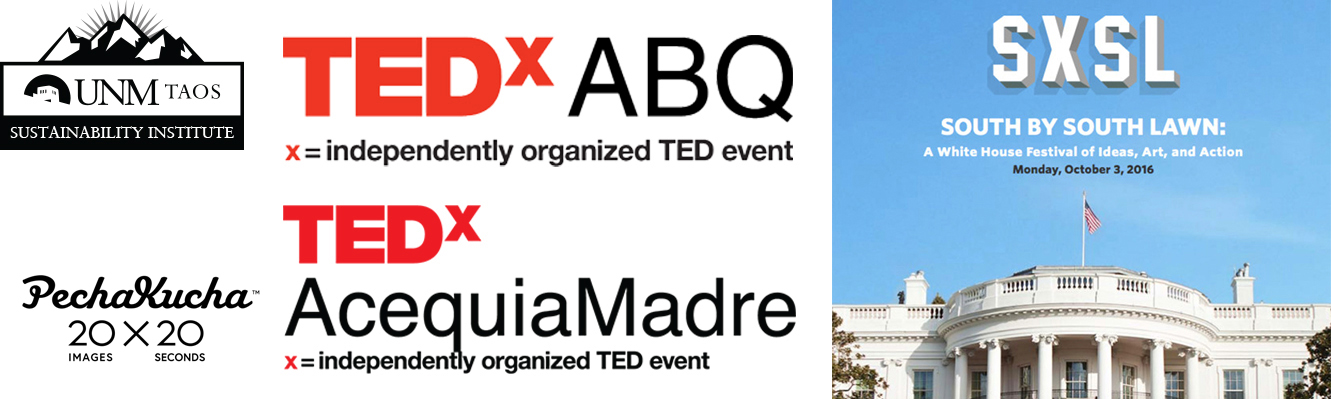 UNM TAOS
SUSTAINABILITY INSTITUTE
PechaKucha™
20 X 20
IMAGES SECONDS
TEDx ABQ
x = independently organized TED event
TEDx
AcequiaMadre
x = independently organized TED event
SXSL
SOUTH BY SOUTH LAWN:
A White House Festival of Ideas, Art, and Action
Monday, October 3, 2016